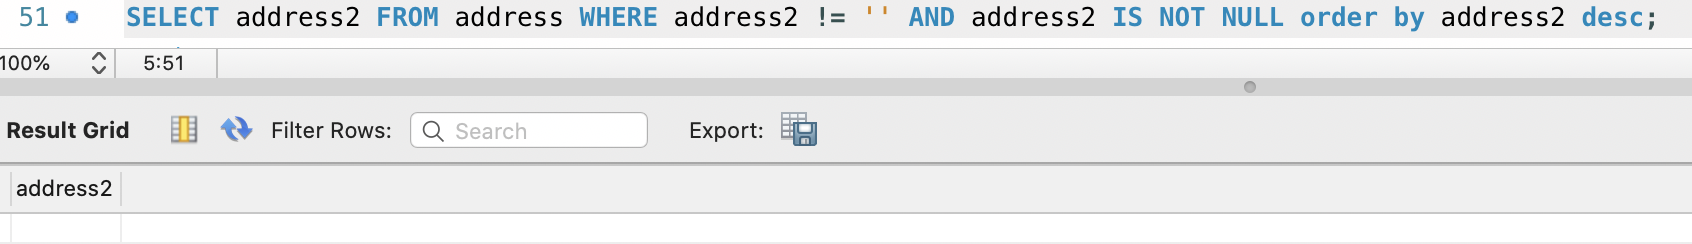 51 SELECT address2 FROM address WHERE address2 != '' AND address2 IS NOT NULL order by address2 desc;
100% 5:51
Result Grid Filter Rows: Search Export:
address2